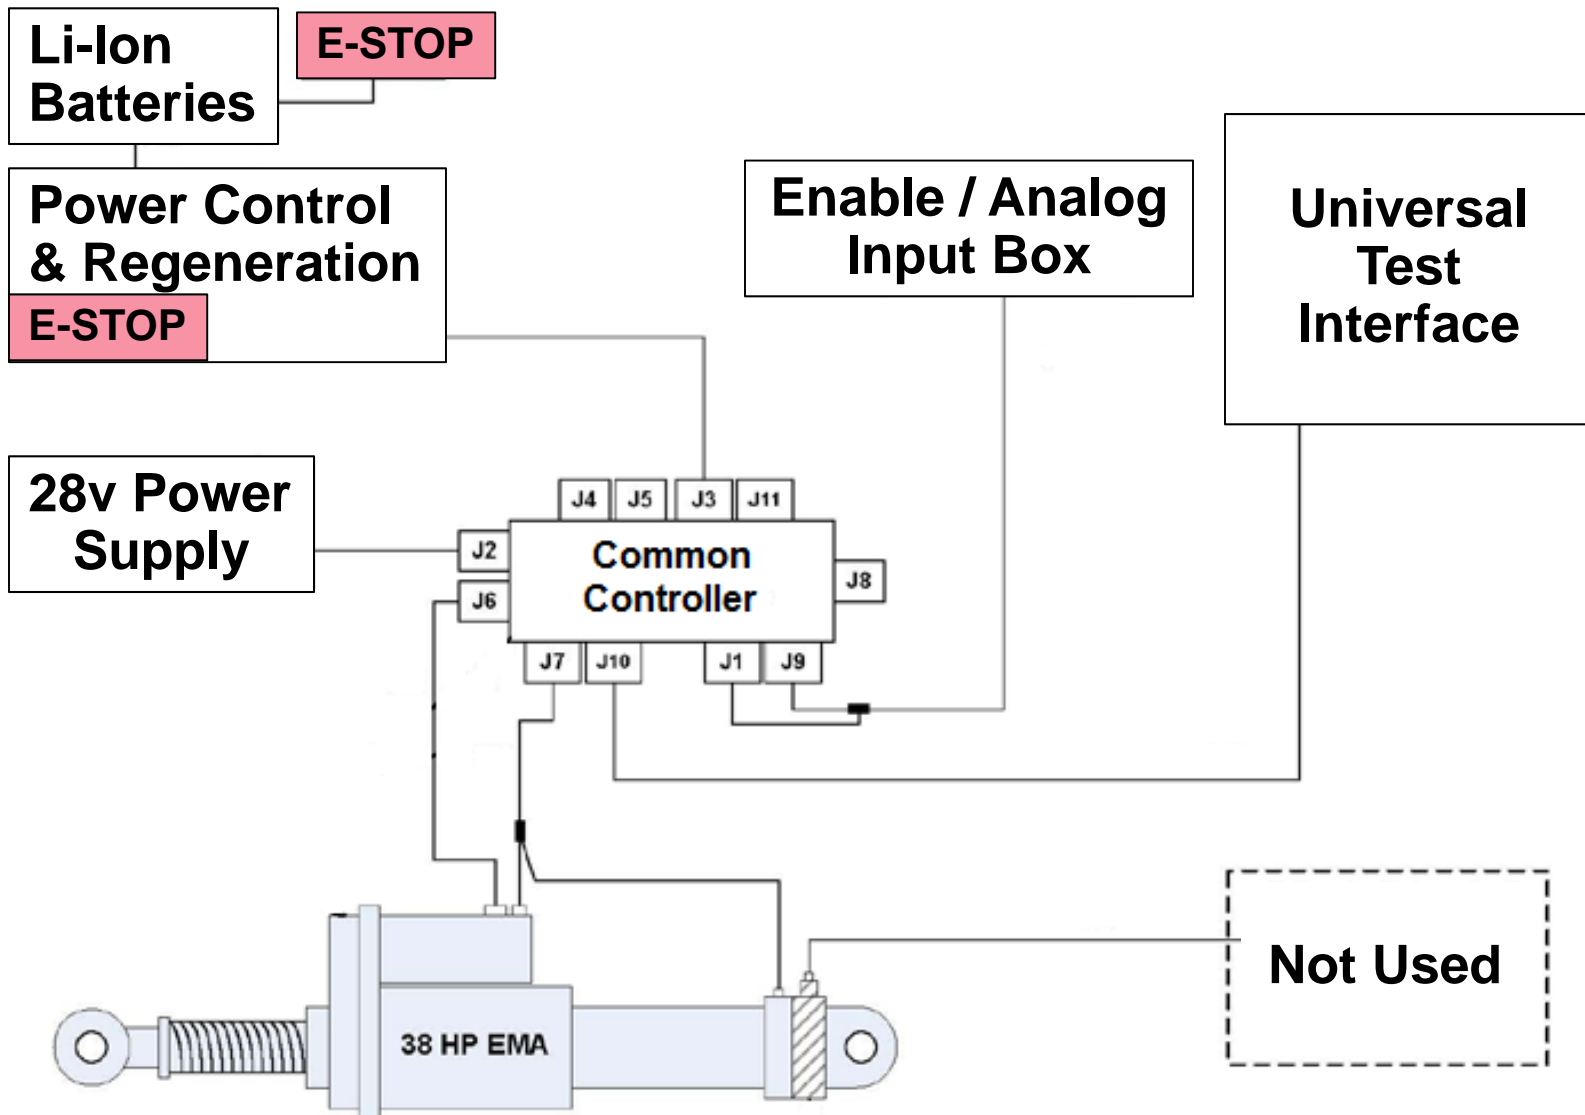 Li-Ion
Batteries
E-STOP
Power Control
& Regeneration
E-STOP
Enable / Analog
Input Box
Universal
Test
Interface
28v Power
Supply
J4
J5
J3
J11
J2
Common
Controller
J8
J6
J7
J10
J1
J9
38 HP EMA
Not Used